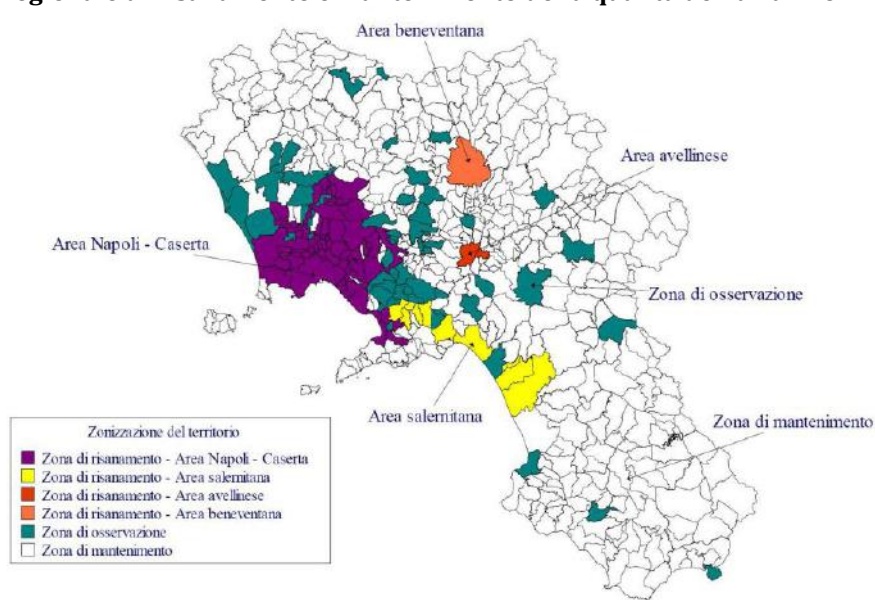 Area beneventana
Area avellinese
Area Napoli - Caserta
Zona di osservazione
Area salernitana
Zona di mantenimento
Zonizzazione del territorio
Zona di risanamento - Area Napoli - Caserta
Zona di risanamento - Area salernitana
Zona di risanamento - Area avellinese
Zona di risanamento - Area beneventana
Zona di osservazione
Zona di mantenimento